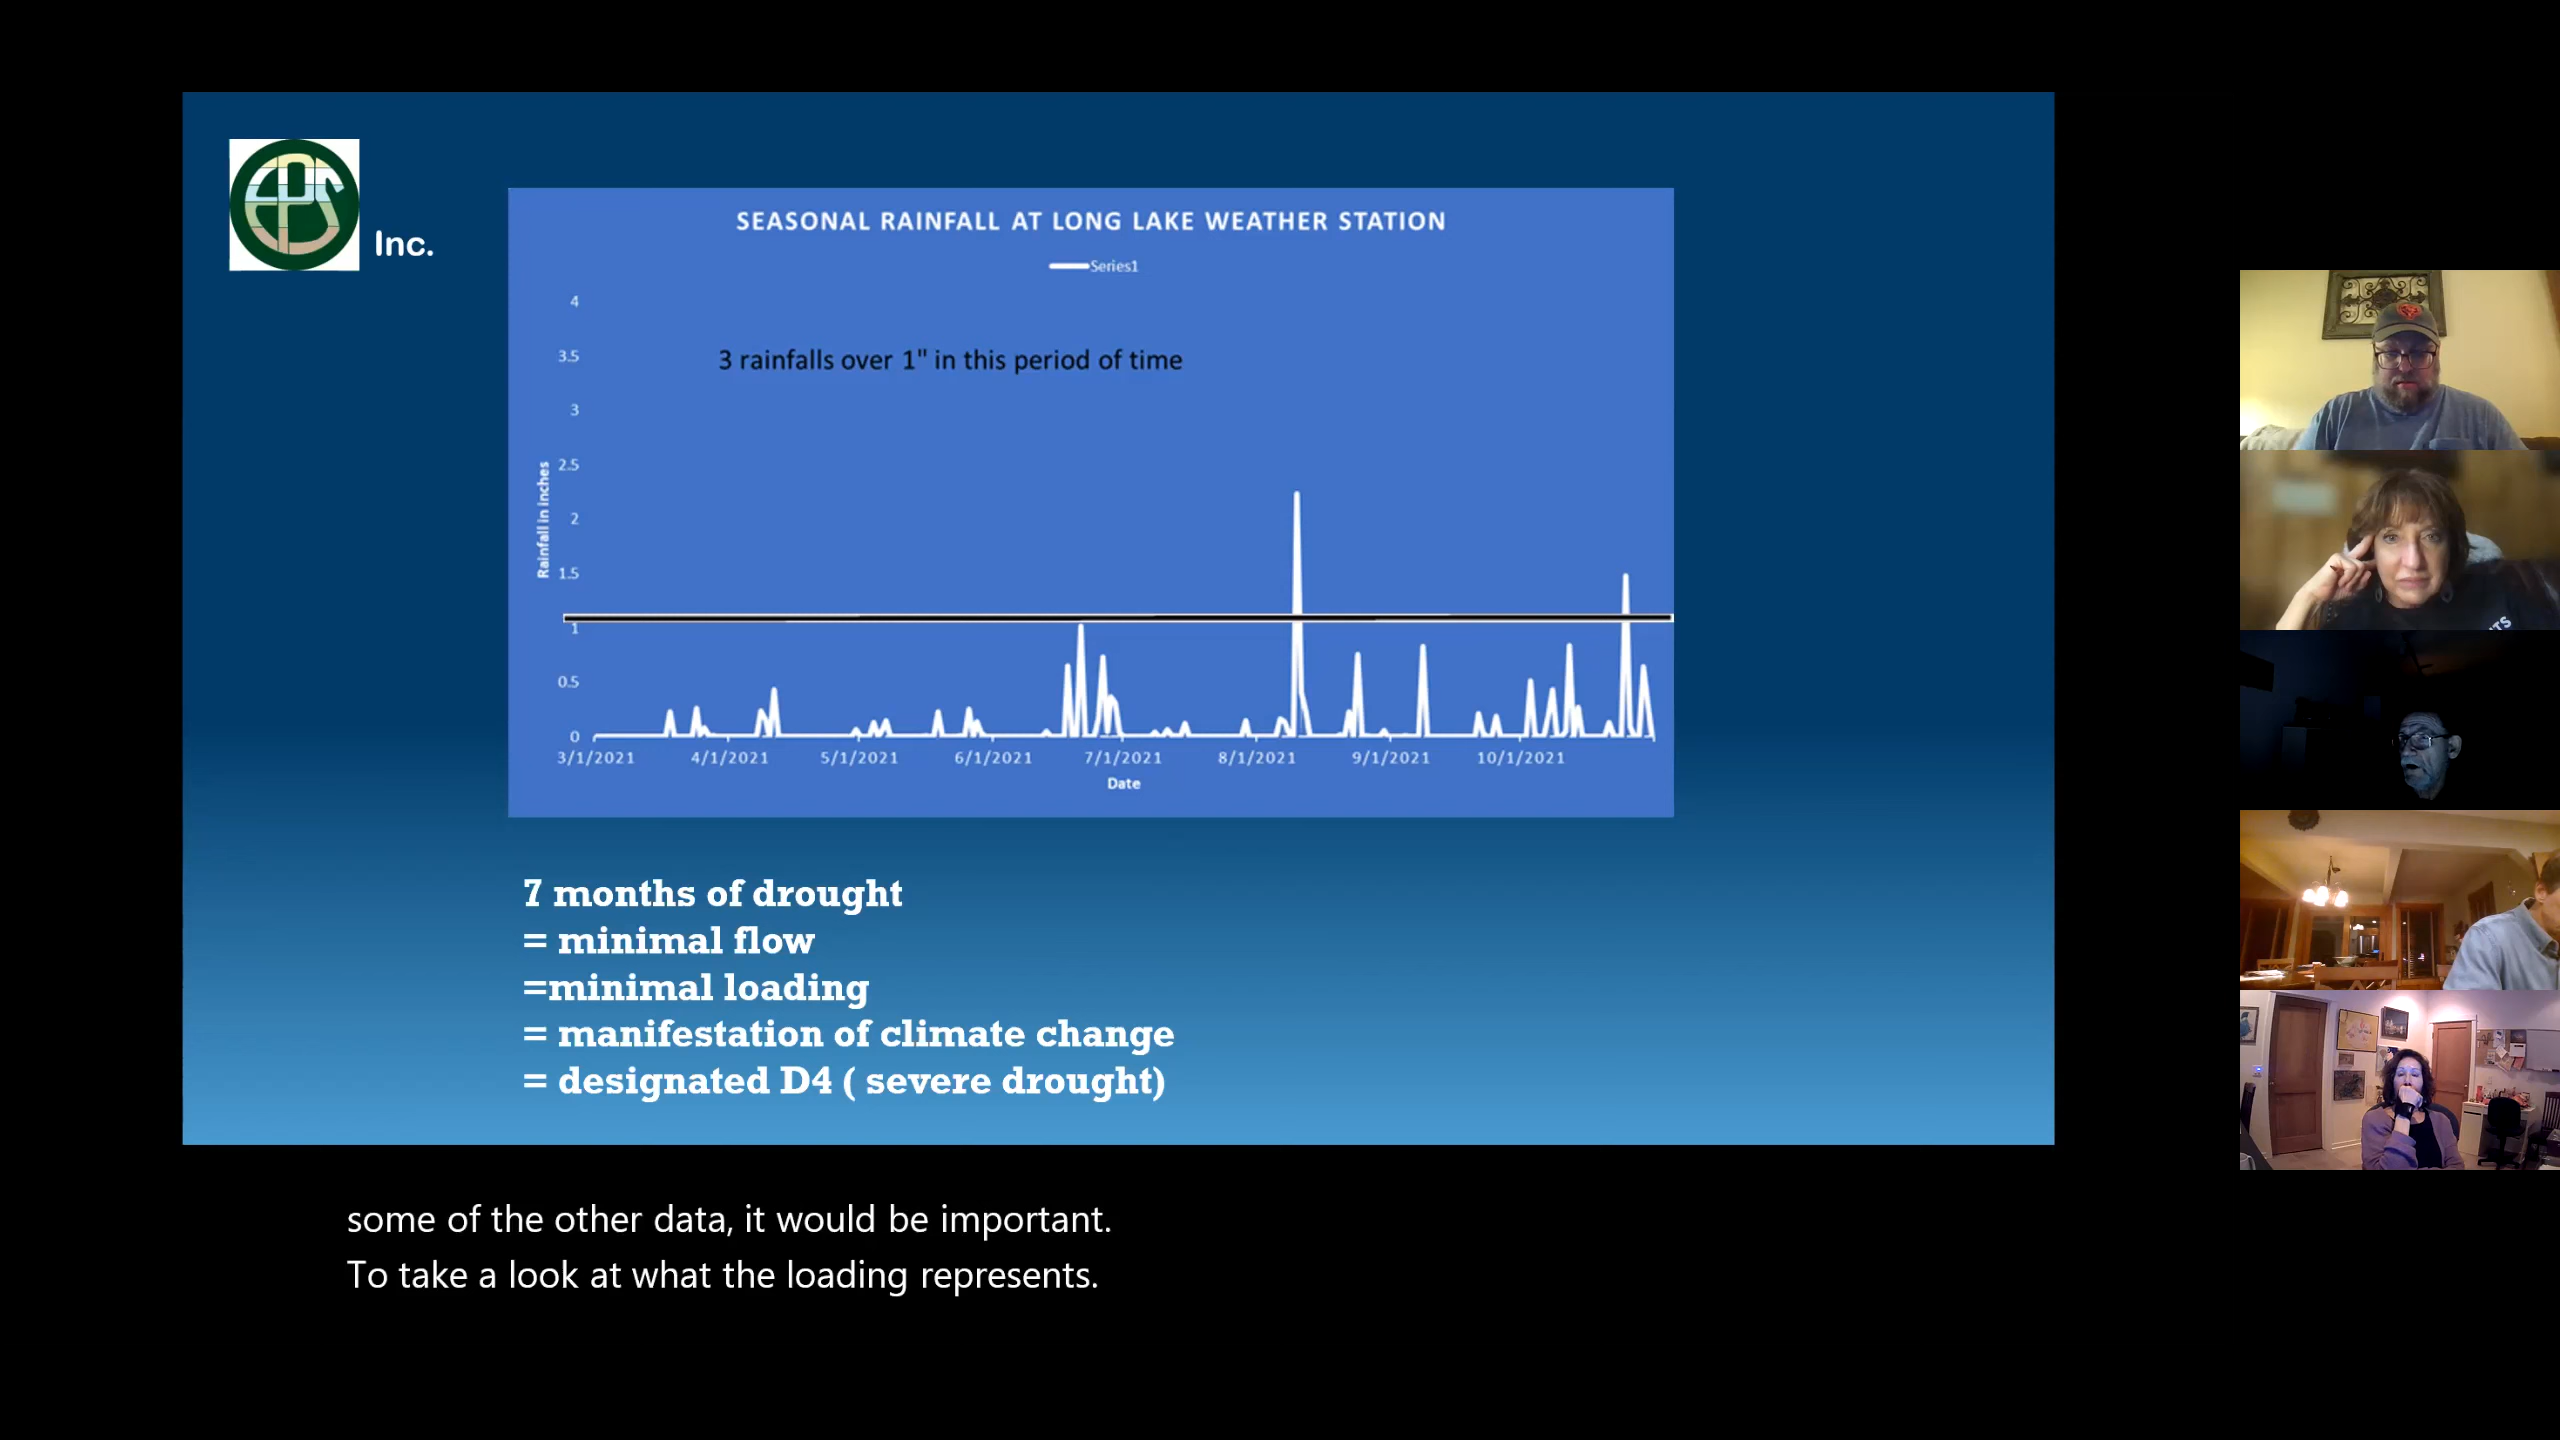 EPS
Inc.
SEASONAL RAINFALL AT LONG LAKE WEATHER STATION
Series1
3 rainfalls over 1" in this period of time
Rainfall in inches
4
3.5
3
2.5
2
1.5
1
0.5
0
3/1/2021 4/1/2021 5/1/2021 6/1/2021 7/1/2021 8/1/2021 9/1/2021 10/1/2021
Date
7 months of drought
= minimal flow
=minimal loading
= manifestation of climate change
= designated D4 ( severe drought)
some of the other data, it would be important.
To take a look at what the loading represents.